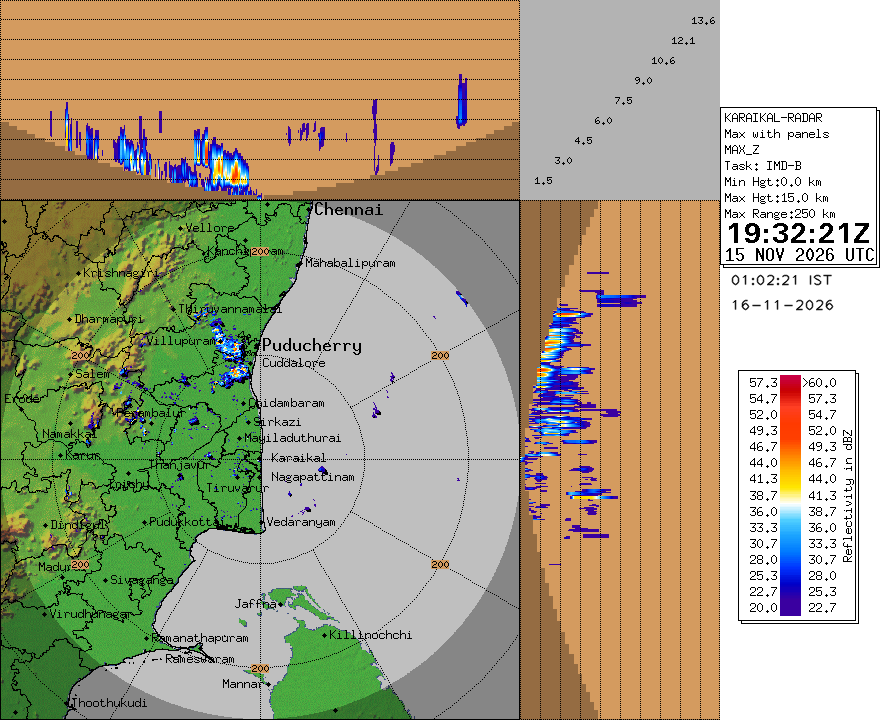 13.6
12.1
10.6
9.0
7.5
6.0
4.5
3.0
1.5
KARAIKAL-RADAR
Max with panels
MAX_Z
Task: IMD-B
Min Hgt:0.0 km
Max Hgt:15.0 km
Max Range:250 km
19:32:21Z
15 NOV 2026 UTC
01:02:21 IST
16-11-2026
Chennai
Vellore
200
Mahabalipuram
Krishnagiri
Thiruvannamalai
Dharmapuri
Villupuram
Puducherry
200
200
Cuddalore
Salem
Erode
Chidambaram
Perambalur
Sirkazi
Namakkal
Mayiladuthurai
Karur
Karaikal
Thanjavur
Nagapattinam
Tiruvarur
Dindigul
Pudukkottai
Vedaranyam
200
200
Madurai
Sivaganga
Jaffna
Virudhunagar
Killinochchi
Ramanathapuram
Rameswaram
200
Mannar
Thoothukudi
57.3 >60.0
54.7 57.3
52.0 54.7
49.3 52.0
46.7 49.3
44.0 46.7
41.3 44.0
38.7 41.3
36.0 38.7
33.3 36.0
30.7 33.3
28.0 30.7
25.3 28.0
22.7 25.3
20.0 22.7
Reflectivity in dBZ